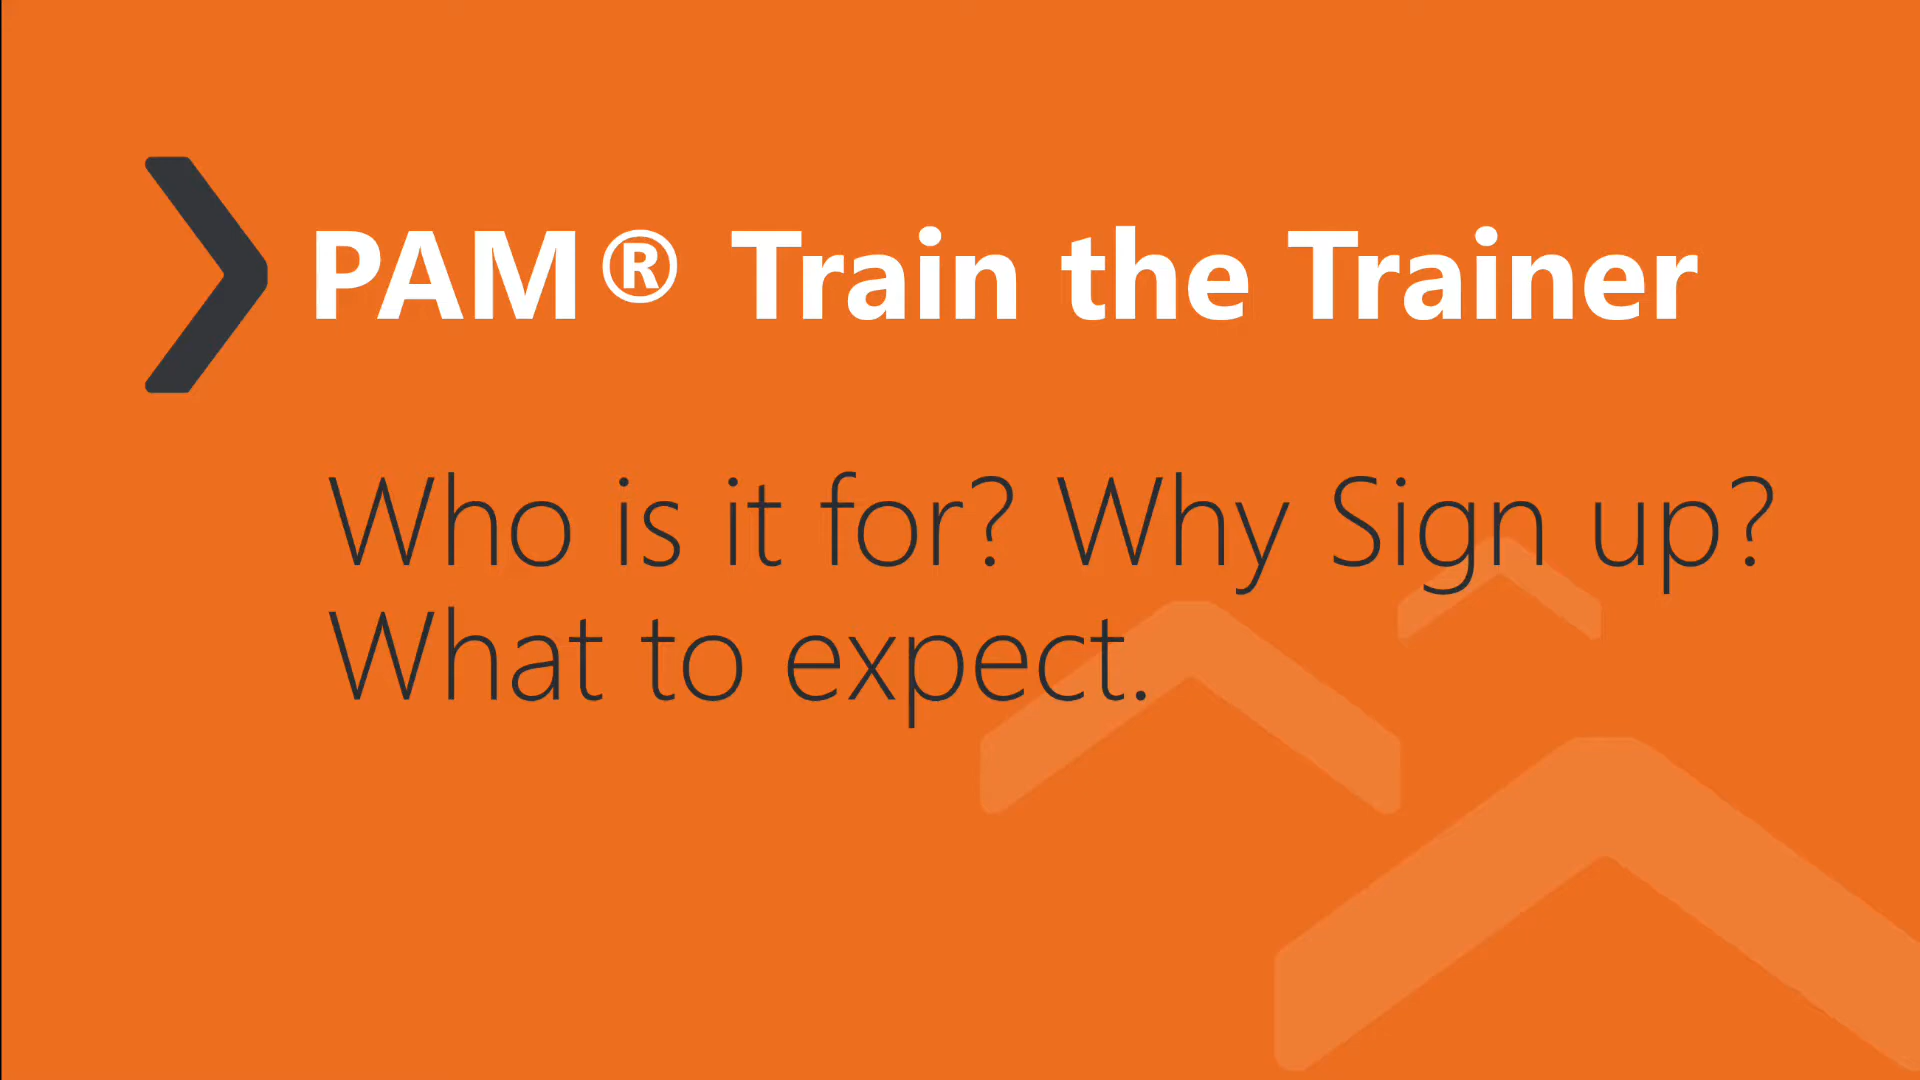 PAM® Train the Trainer
Who is it for? Why Sign up?
What to expect.